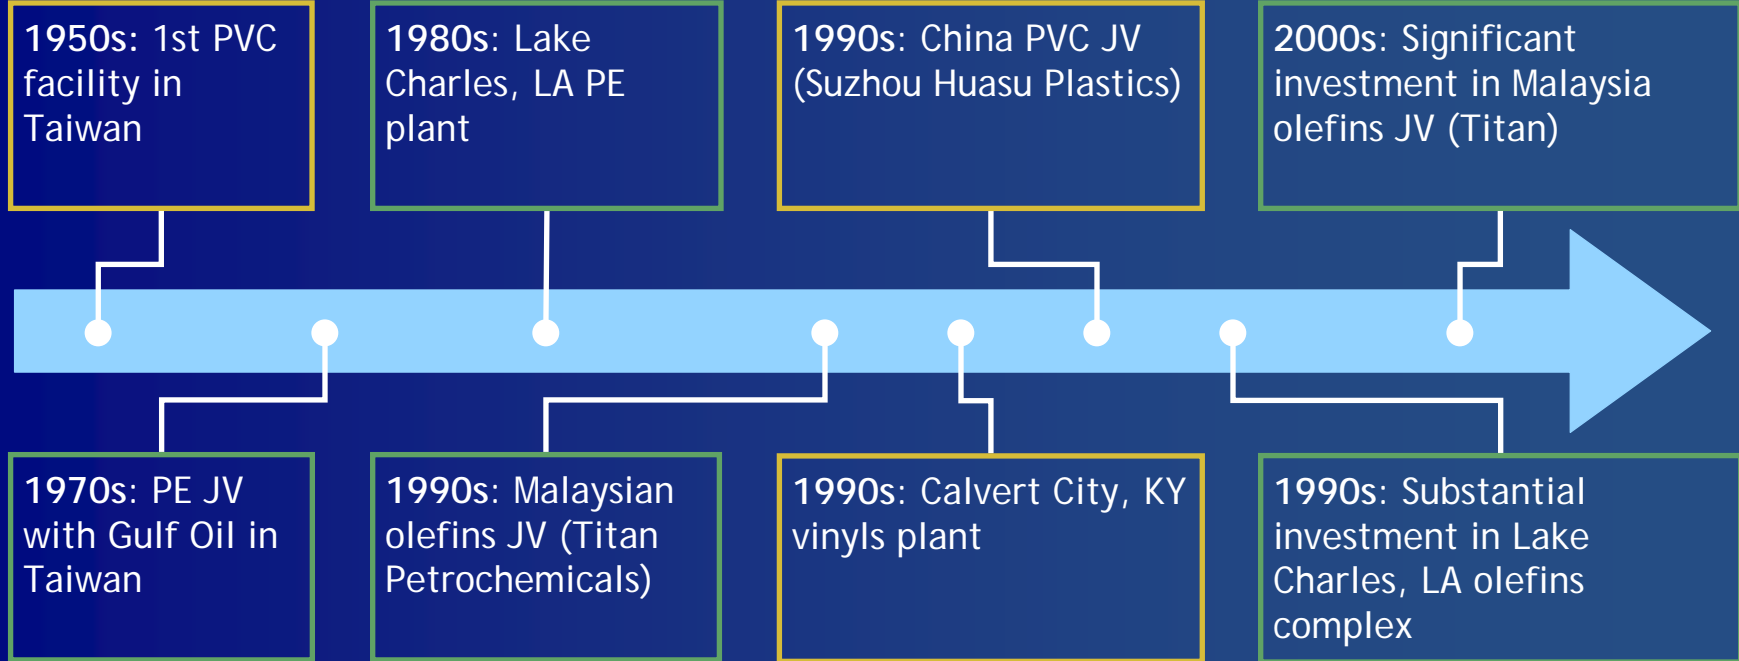 1950s: 1st PVC
facility in
Taiwan
1980s: Lake
Charles, LA PE
plant
1990s: China PVC JV
(Suzhou Huasu Plastics)
2000s: Significant
investment in Malaysia
olefins JV (Titan)
1970s: PE JV
with Gulf Oil in
Taiwan
1990s: Malaysian
olefins JV (Titan
Petrochemicals)
1990s: Calvert City, KY
vinyls plant
1990s: Substantial
investment in Lake
Charles, LA olefins
complex